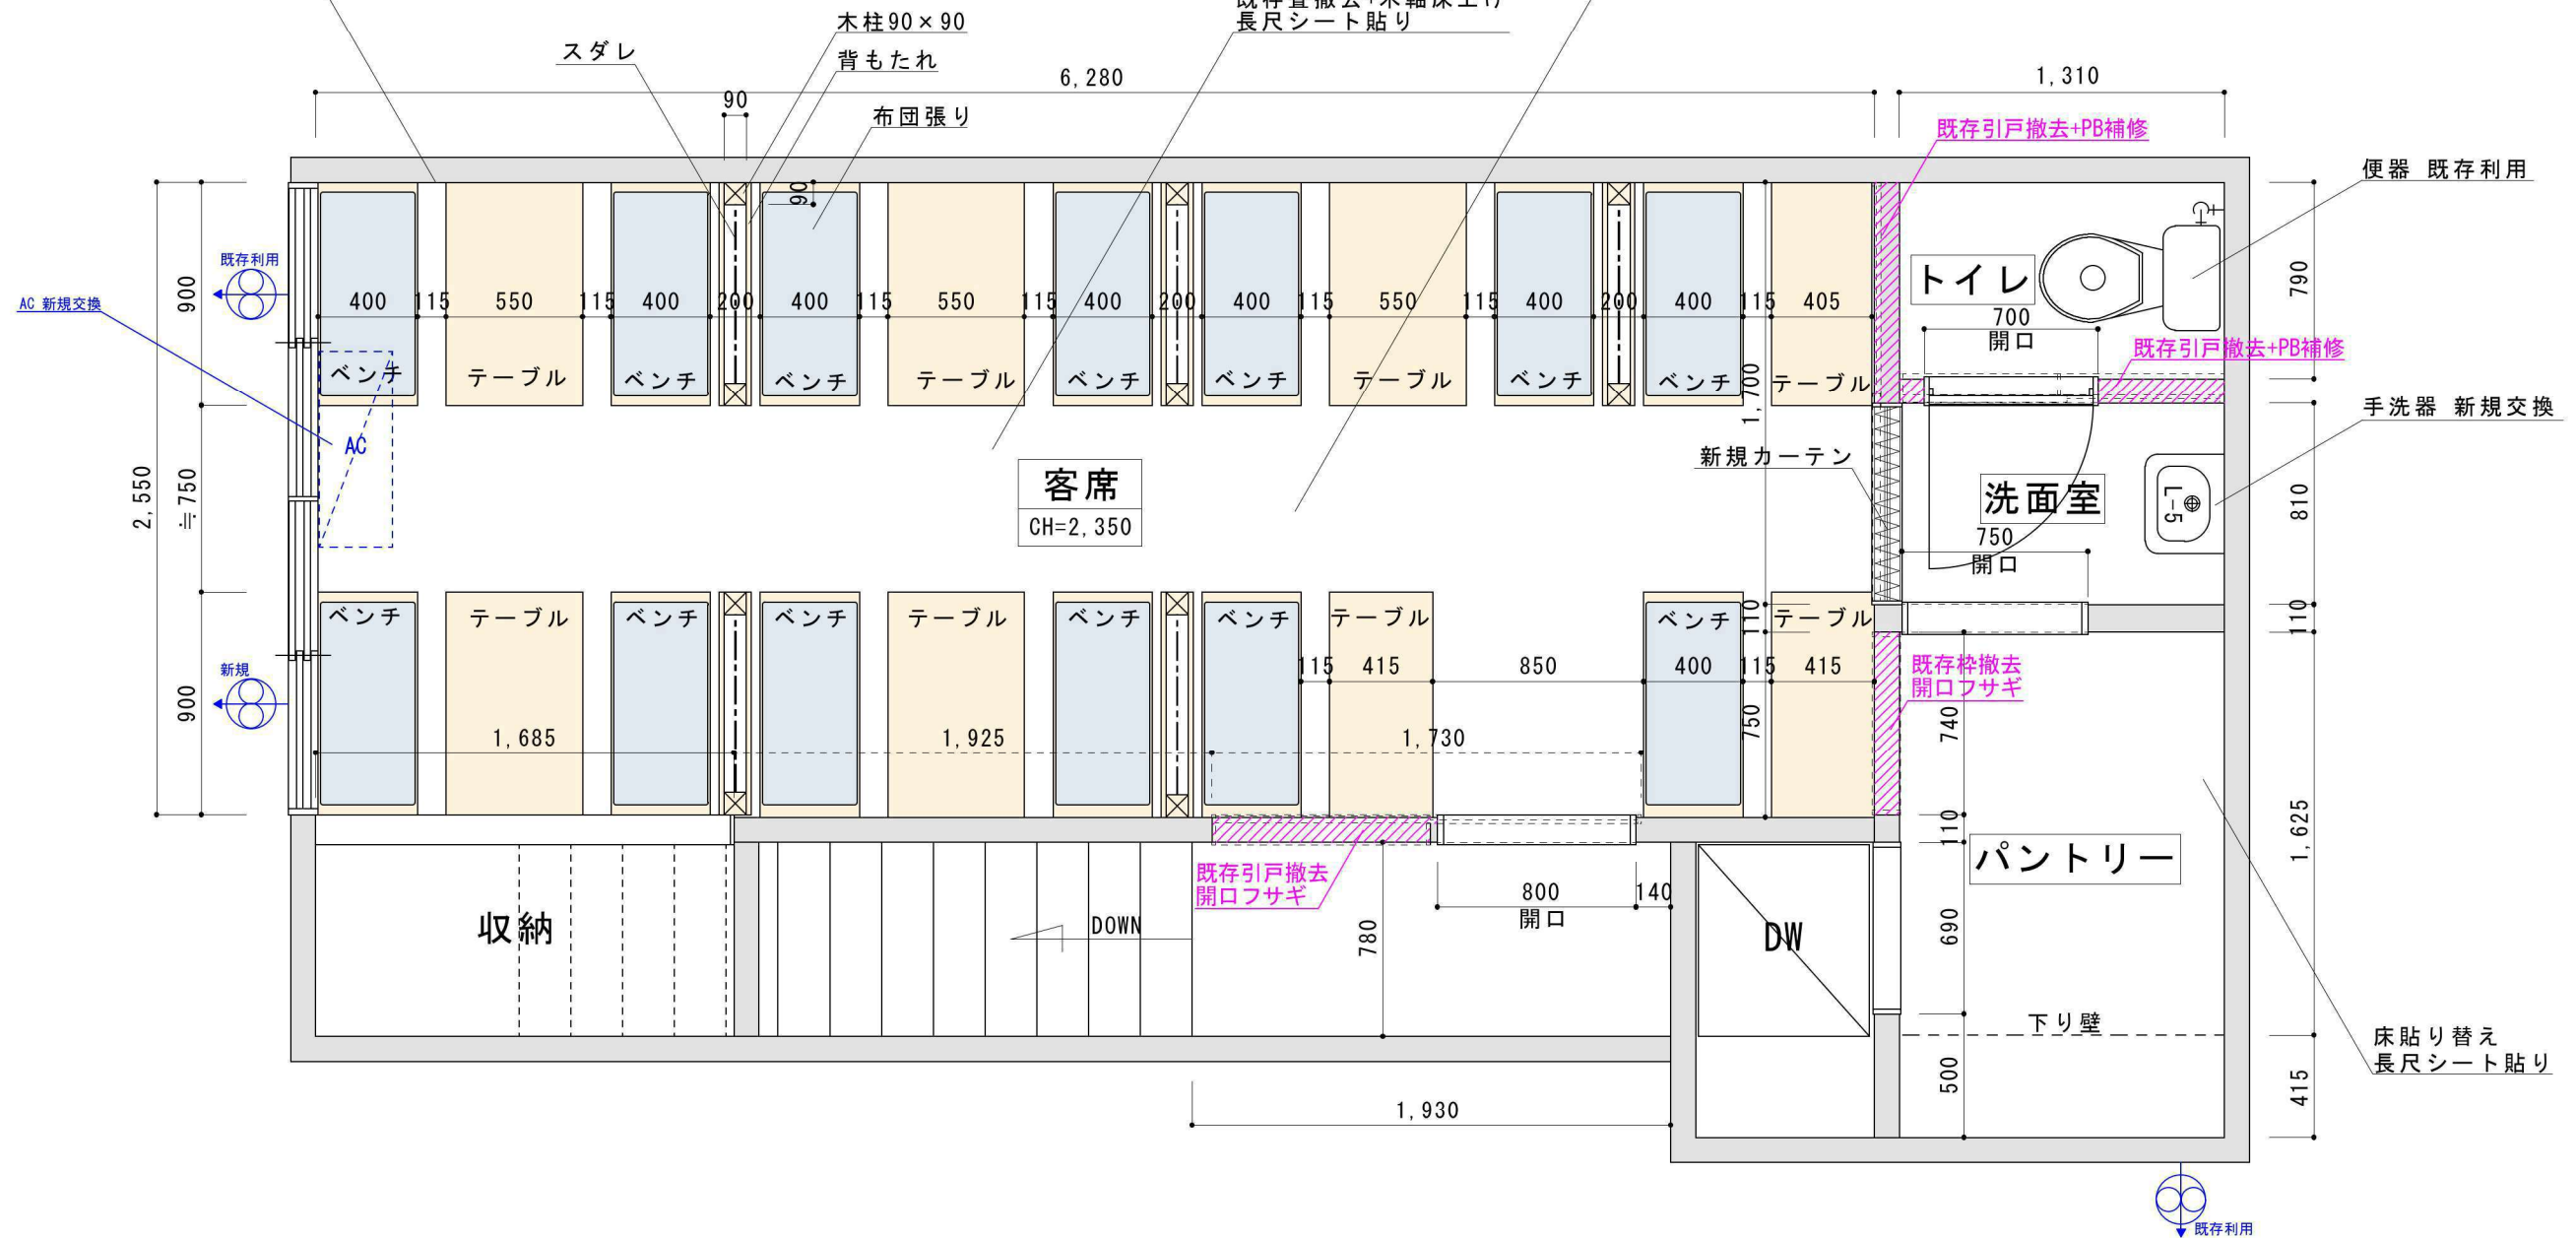 木柱90×90
長尺シート貼り
スダレ
背もたれ
6,280
1,310
90
布団張り
既存引戸撤去+PB補修
便器 既存利用
90
既存利用
AC 新規交換
900
400
115
550
115
400
200
400
115
550
115
400
200
400
115
550
115
400
200
400
115
405
トイレ
700
開口
790
既存引戸撤去+PB補修
ベンチ
テーブル
ベンチ
ベンチ
テーブル
ベンチ
ベンチ
テーブル
ベンチ
ベンチ
テーブル
1,700
手洗器 新規交換
AC
2,550
≒750
客席
CH=2,350
新規カーテン
洗面室
L-5
810
750
開口
ベンチ
テーブル
ベンチ
ベンチ
テーブル
ベンチ
ベンチ
テーブル
ベンチ
テーブル
110
110
新規
900
115
415
850
400
115
415
既存枠撤去
開口フサギ
1,685
1,925
1,730
750
740
110
1,625
パントリー
既存引戸撤去
開口フサギ
800
開口
140
収納
DOWN
780
DW
690
下り壁
床貼り替え
長尺シート貼り
500
415
1,930
既存利用